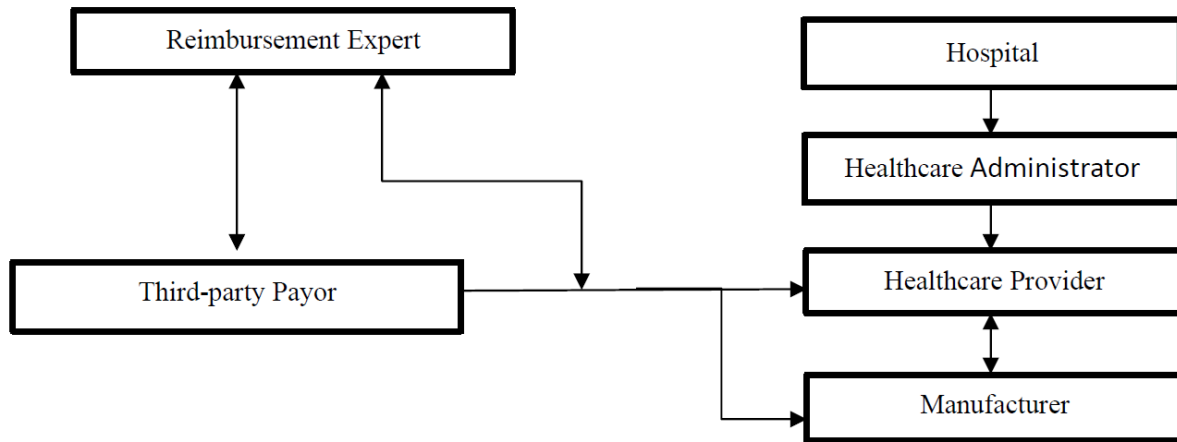 Reimbursement Expert
Hospital
Healthcare Administrator
Third-party Payor
Healthcare Provider
Manufacturer